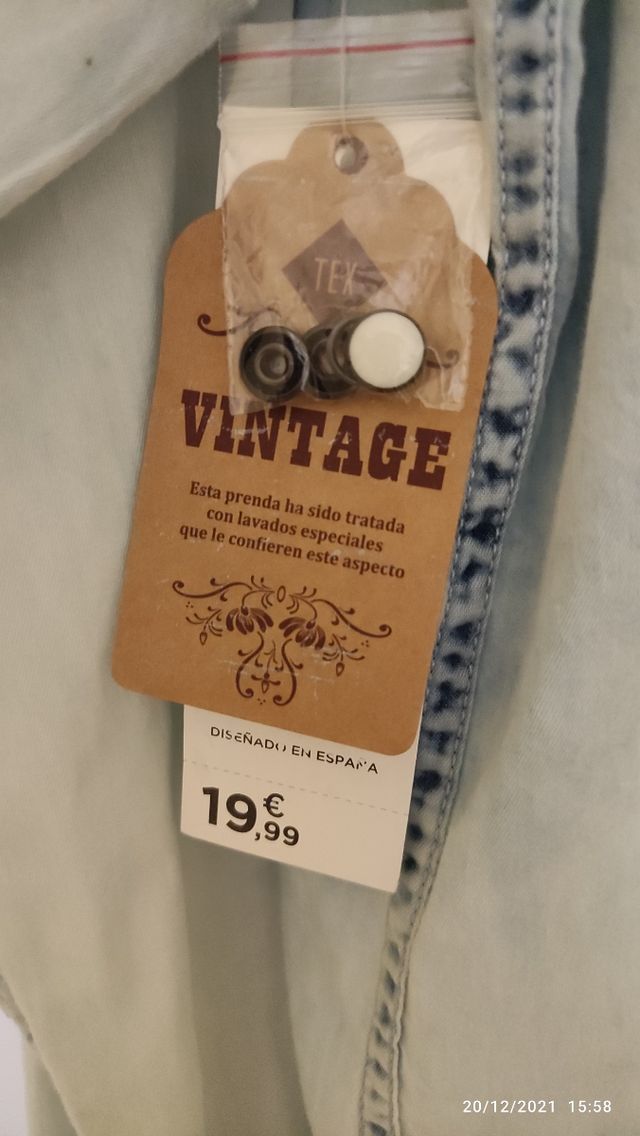 TEX
VINTAGE
Esta prenda ha sido tratada
con lavados especiales
que le confieren este aspecto
DISEÑADO EN ESPAÑA
19,99 €
20/12/2021 15:58